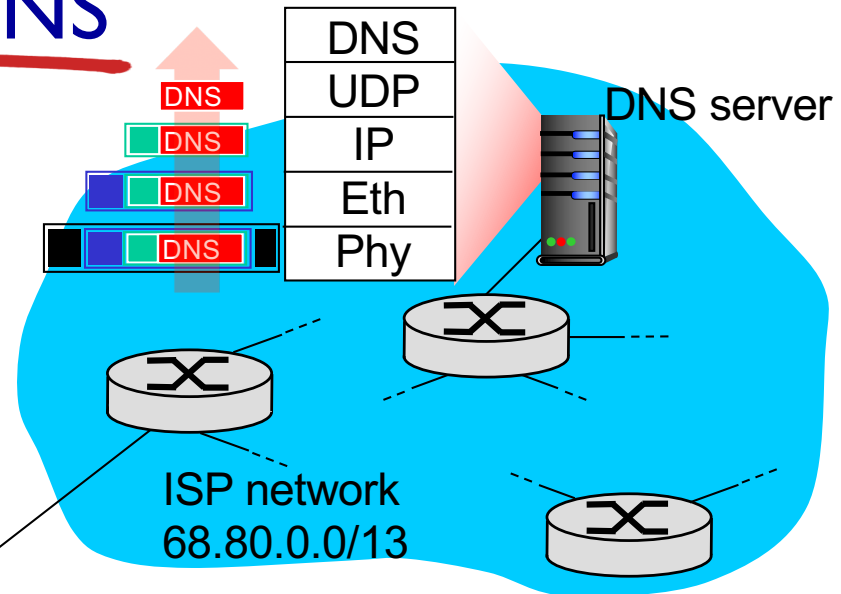 NS
DNS
UDP
IP
Eth
Phy
DNS
DNS
DNS
DNS
DNS server
ISP network
68.80.0.0/13